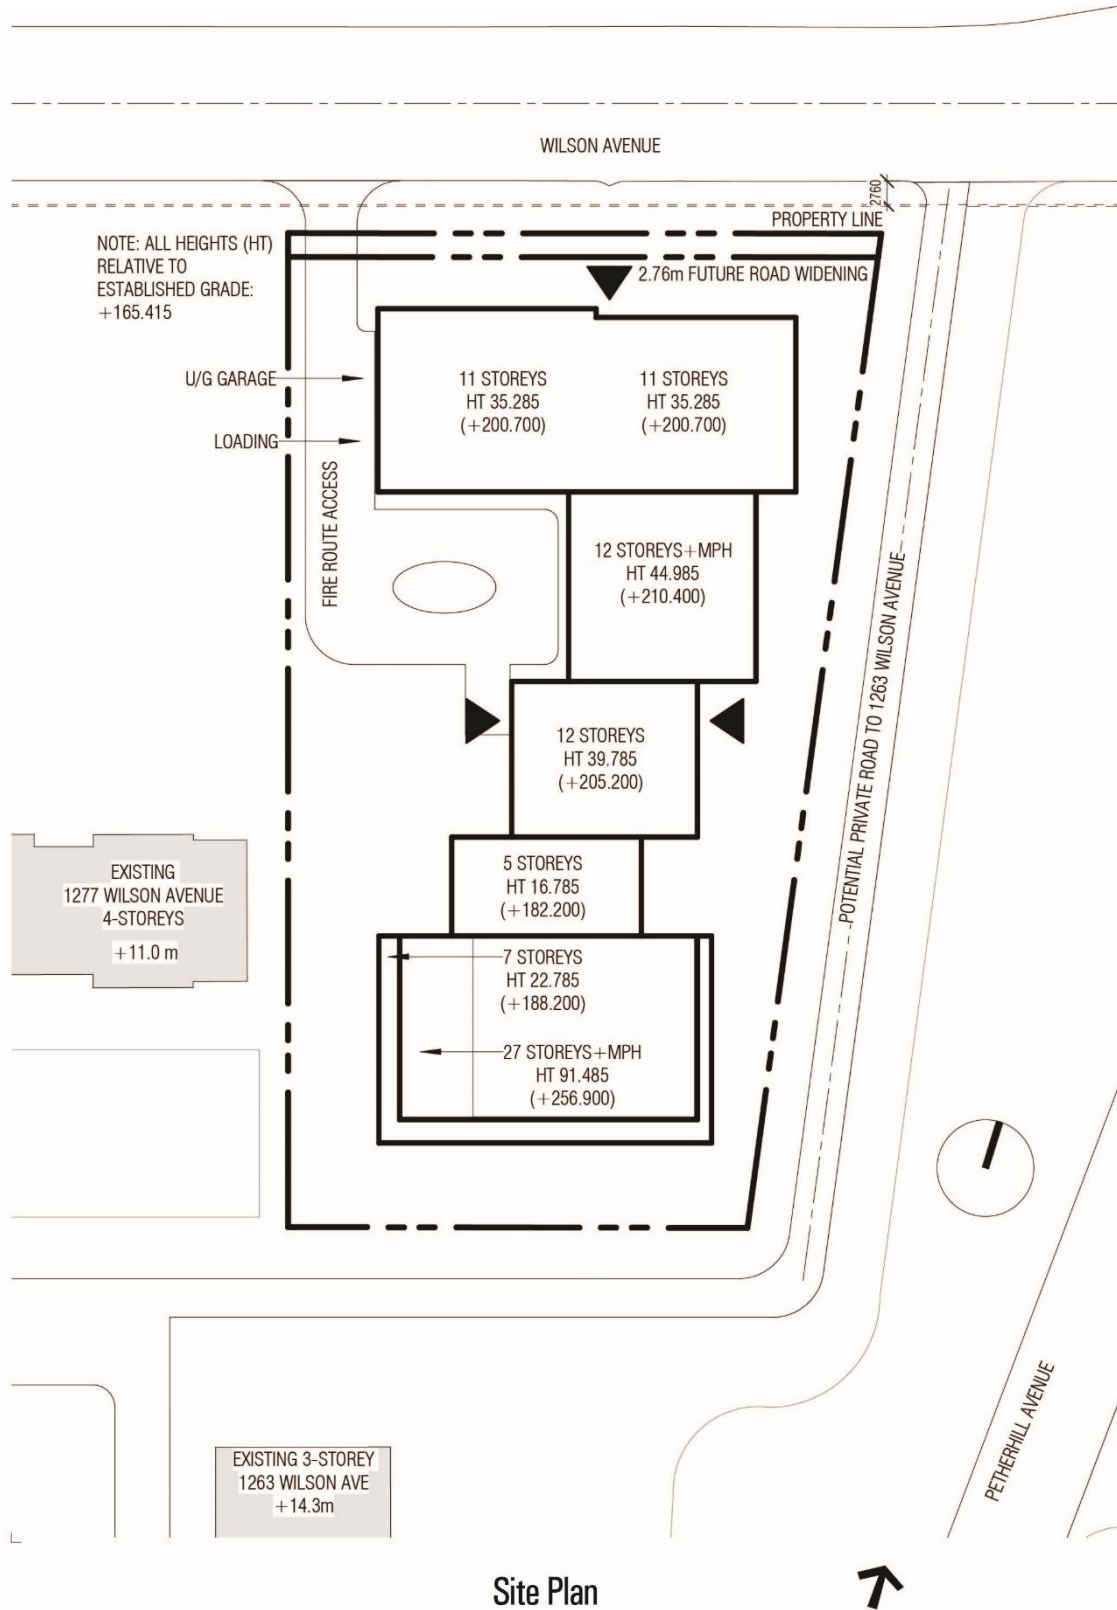 WILSON AVENUE
2760
PROPERTY LINE
NOTE: ALL HEIGHTS (HT)
RELATIVE TO
ESTABLISHED GRADE:
+165.415
2.76m FUTURE ROAD WIDENING
U/G GARAGE
LOADING
FIRE ROUTE ACCESS
11 STOREYS
HT 35.285
(+200.700)
11 STOREYS
HT 35.285
(+200.700)
12 STOREYS+MPH
HT 44.985
(+210.400)
12 STOREYS
HT 39.785
(+205.200)
POTENTIAL PRIVATE ROAD TO 1263 WILSON AVENUE
5 STOREYS
HT 16.785
(+182.200)
EXISTING
1277 WILSON AVENUE
4-STOREYS
+11.0 m
7 STOREYS
HT 22.785
(+188.200)
27 STOREYS+MPH
HT 91.485
(+256.900)
PETHERHILL AVENUE
EXISTING 3-STOREY
1263 WILSON AVE
+14.3m
Site Plan